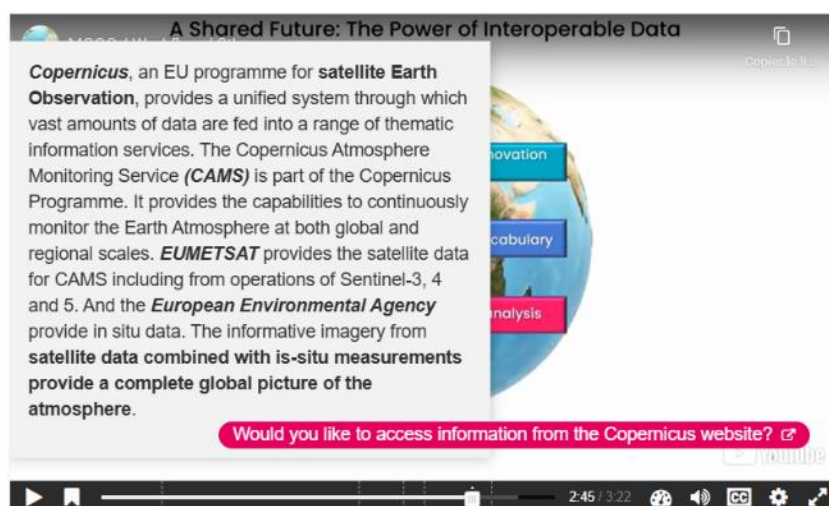 A Shared Future: The Power of Interoperable Data
Copier le li...
Copernicus, an EU programme for satellite Earth
Observation, provides a unified system through which
vast amounts of data are fed into a range of thematic
information services. The Copernicus Atmosphere
Monitoring Service (CAMS) is part of the Copernicus
Programme. It provides the capabilities to continuously
monitor the Earth Atmosphere at both global and
regional scales. EUMETSAT provides the satellite data
for CAMS including from operations of Sentinel-3, 4
and 5. And the European Environmental Agency
provide in situ data. The informative imagery from
satellite data combined with is-situ measurements
provide a complete global picture of the
atmosphere.
ovation
cabulary
nalysis
Would you like to access information from the Copernicus website?
YouTube
2:45 / 3:22
CC